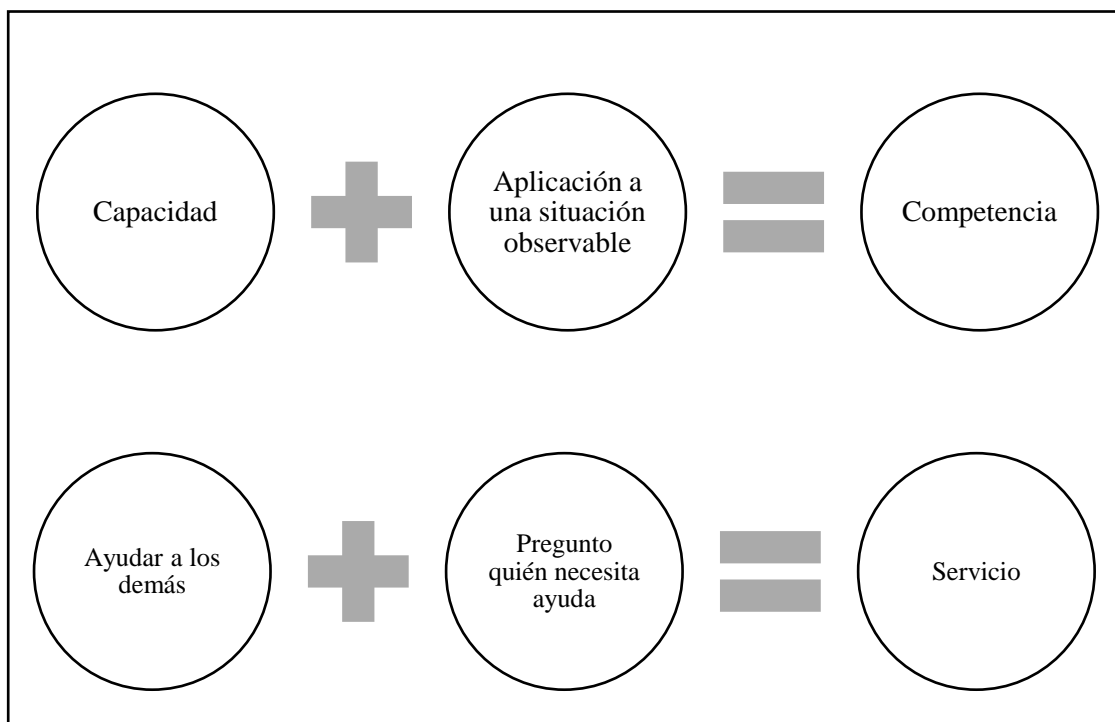 Capacidad
Aplicación a
una situación
observable
Competencia
Ayudar a los
demás
Pregunto
quién necesita
ayuda
Servicio